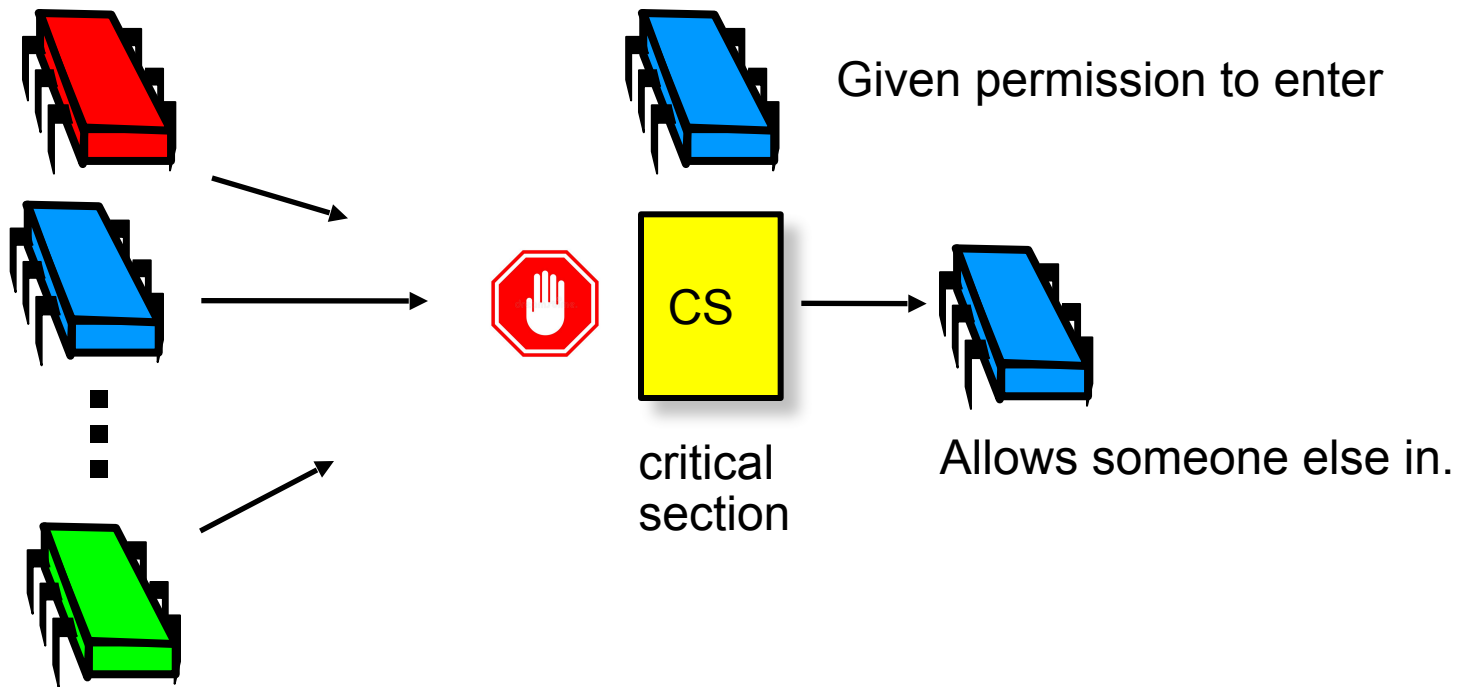 Given permission to enter
CS
critical
section
Allows someone else in.